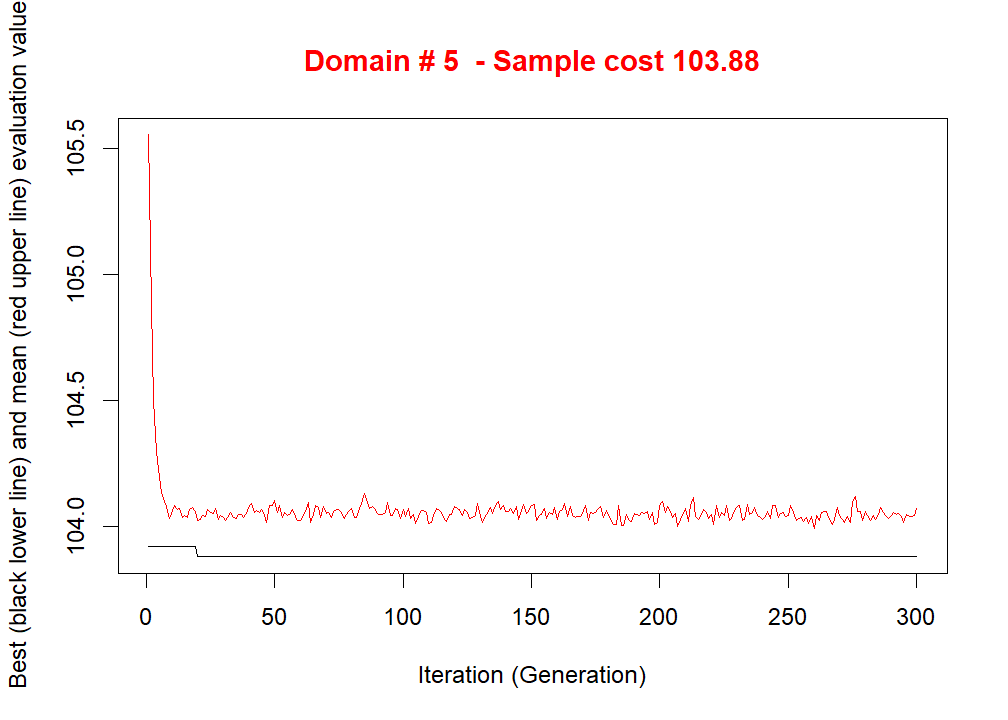 Domain # 5  - Sample cost 103.88
Best (black lower line) and mean (red upper line) evaluation value
105.5
105.0
104.5
104.0
0 50 100 150 200 250 300
Iteration (Generation)